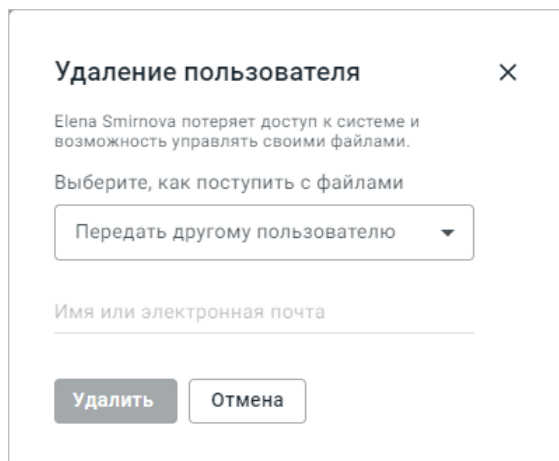 Удаление пользователя
Elena Smirnova потеряет доступ к системе и
возможность управлять своими файлами.
Выберите, как поступить с файлами
Передать другому пользователю
Имя или электронная почта
Удалить Отмена